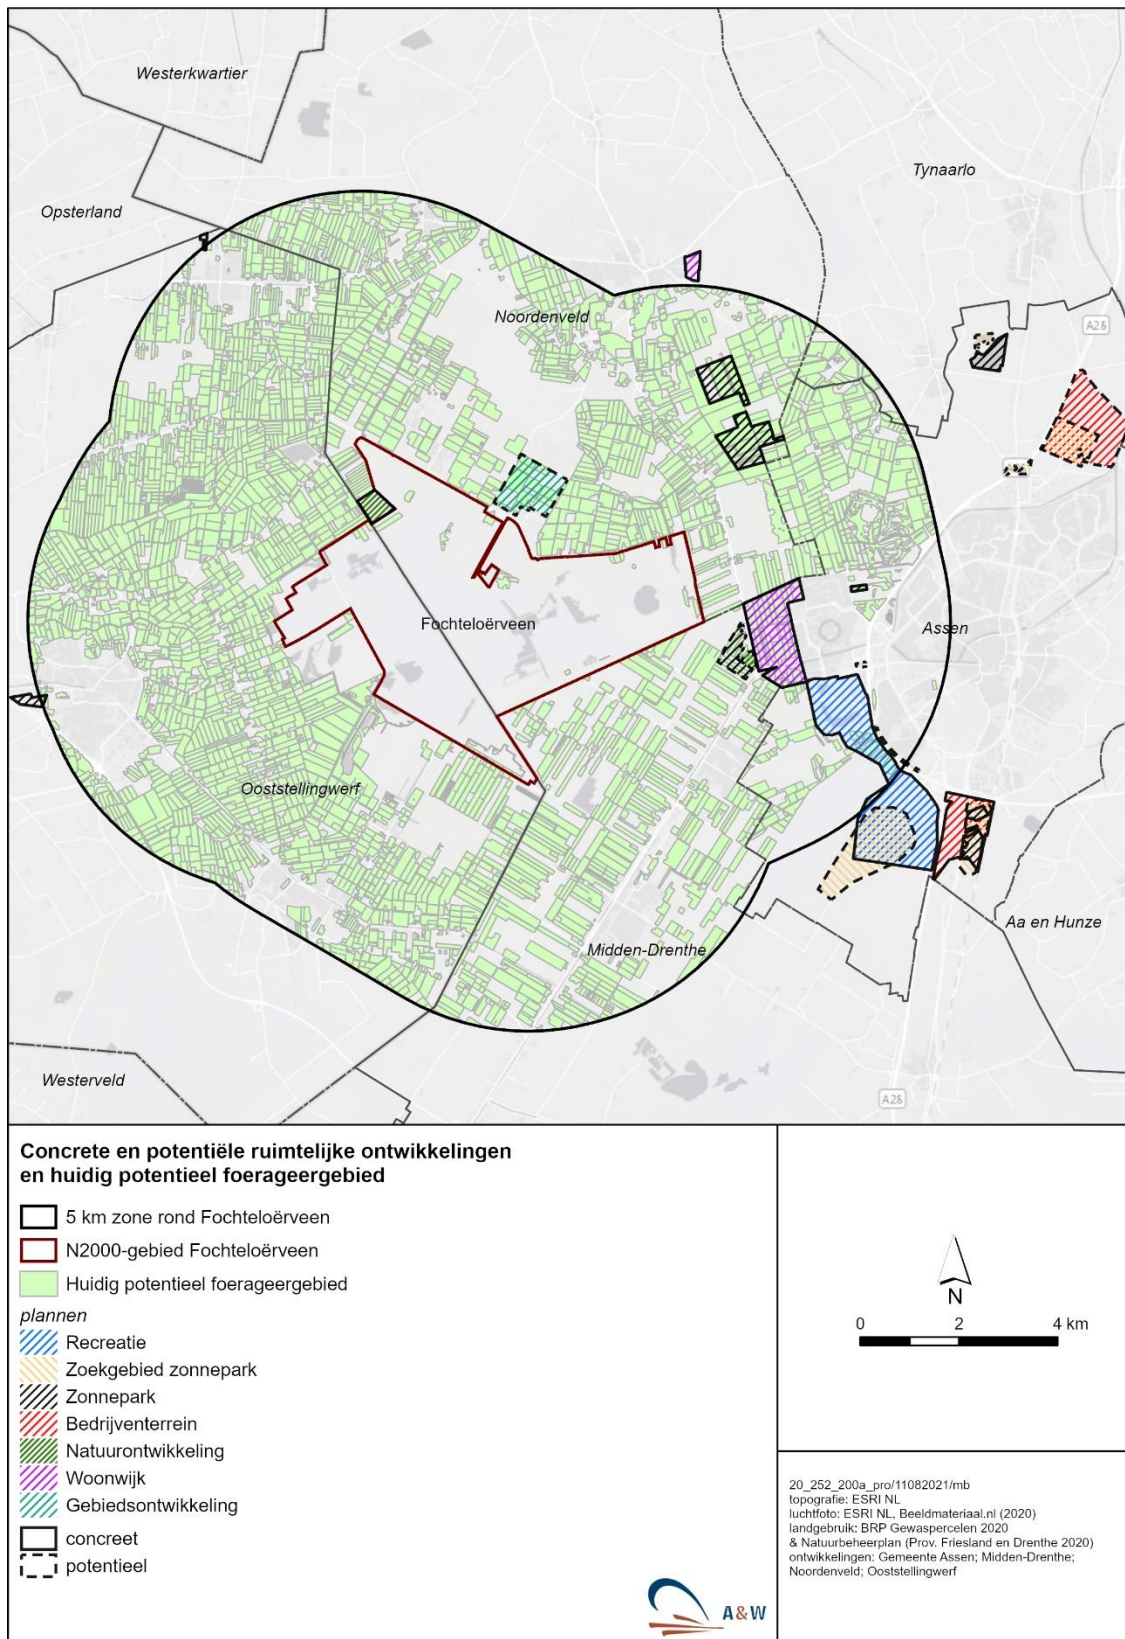 Westerkwartier
Tynaarlo
Opsterland
Noordenveld
A28
Fochteloërveen
Assen
Ooststellingwerf
Aa en Hunze
Midden-Drenthe
Westerveld
A28
Concrete en potentiële ruimtelijke ontwikkelingen
en huidig potentieel foerageergebied
5 km zone rond Fochteloërveen
N2000-gebied Fochteloërveen
Huidig potentieel foerageergebied
plannen
Recreatie
Zoekgebied zonnepark
Zonnepark
Bedrijventerrein
Natuurontwikkeling
Woonwijk
Gebiedsontwikkeling
concreet
potentieel
A&W
N
0 2 4 km
20_252_200a_pro/11082021/mb
topografie: ESRI NL
luchtfoto: ESRI NL, Beeldmateriaal.nl (2020)
landgebruik: BRP Gewaspercelen 2020
& Natuurbeheerplan (Prov. Friesland en Drenthe 2020)
ontwikkelingen: Gemeente Assen; Midden-Drenthe;
Noordenveld; Ooststellingwerf